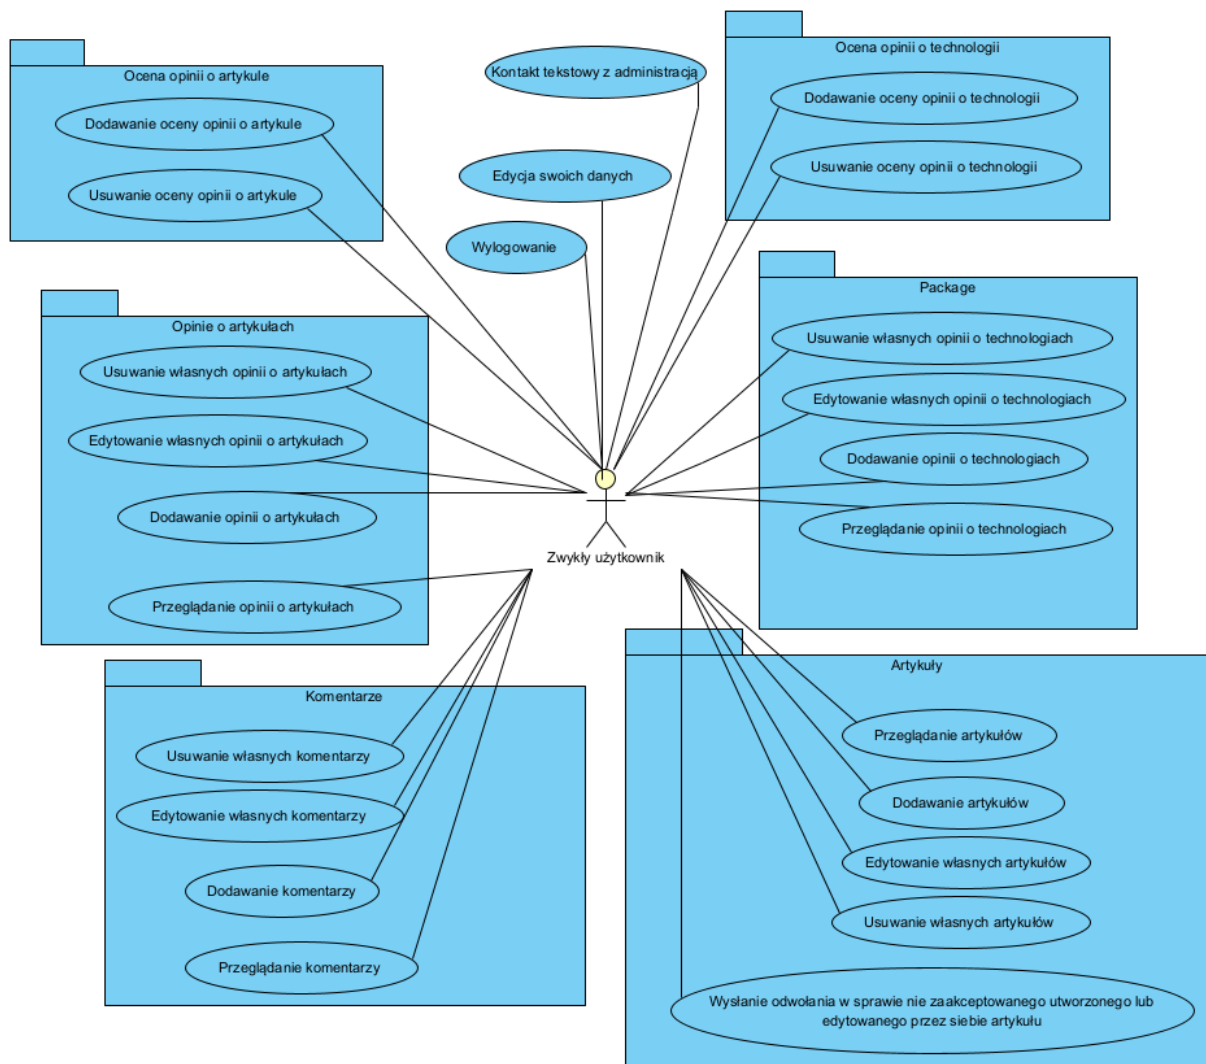 Ocena opinii o artykule
Dodawanie oceny opinii o artykule
Usuwanie oceny opinii o artykule
Kontakt tekstowy z administracją
Edycja swoich danych
Wylogowanie
Ocena opinii o technologii
Dodawanie oceny opinii o technologii
Usuwanie oceny opinii o technologii
Opinie o artykułach
Usuwanie własnych opinii o artykułach
Edytowanie własnych opinii o artykułach
Dodawanie opinii o artykułach
Przeglądanie opinii o artykułach
Package
Usuwanie własnych opinii o technologiach
Edytowanie własnych opinii o technologiach
Dodawanie opinii o technologiach
Przeglądanie opinii o technologiach
Zwykły użytkownik
Komentarze
Usuwanie własnych komentarzy
Edytowanie własnych komentarzy
Dodawanie komentarzy
Przeglądanie komentarzy
Artykuły
Przeglądanie artykułów
Dodawanie artykułów
Edytowanie własnych artykułów
Usuwanie własnych artykułów
Wysłanie odwołania w sprawie nie zaakceptowanego utworzonego lub
edytowanego przez siebie artykułu